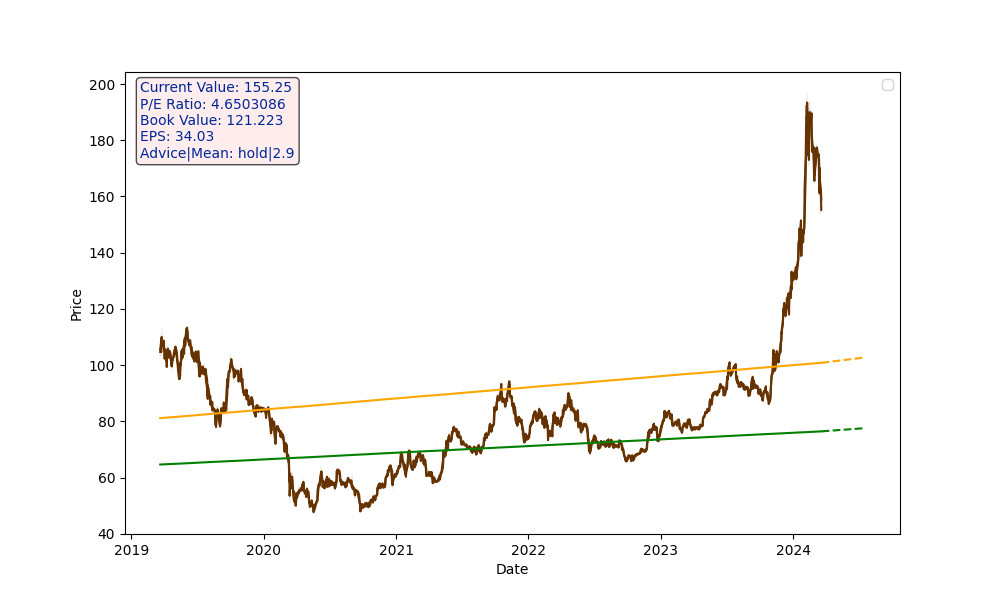 Current Value: 155.25
P/E Ratio: 4.6503086
Book Value: 121.223
EPS: 34.03
Advice|Mean: hold|2.9
200
180
160
140
120
100
80
60
40
Price
2019
2020
2021
2022
2023
2024
Date